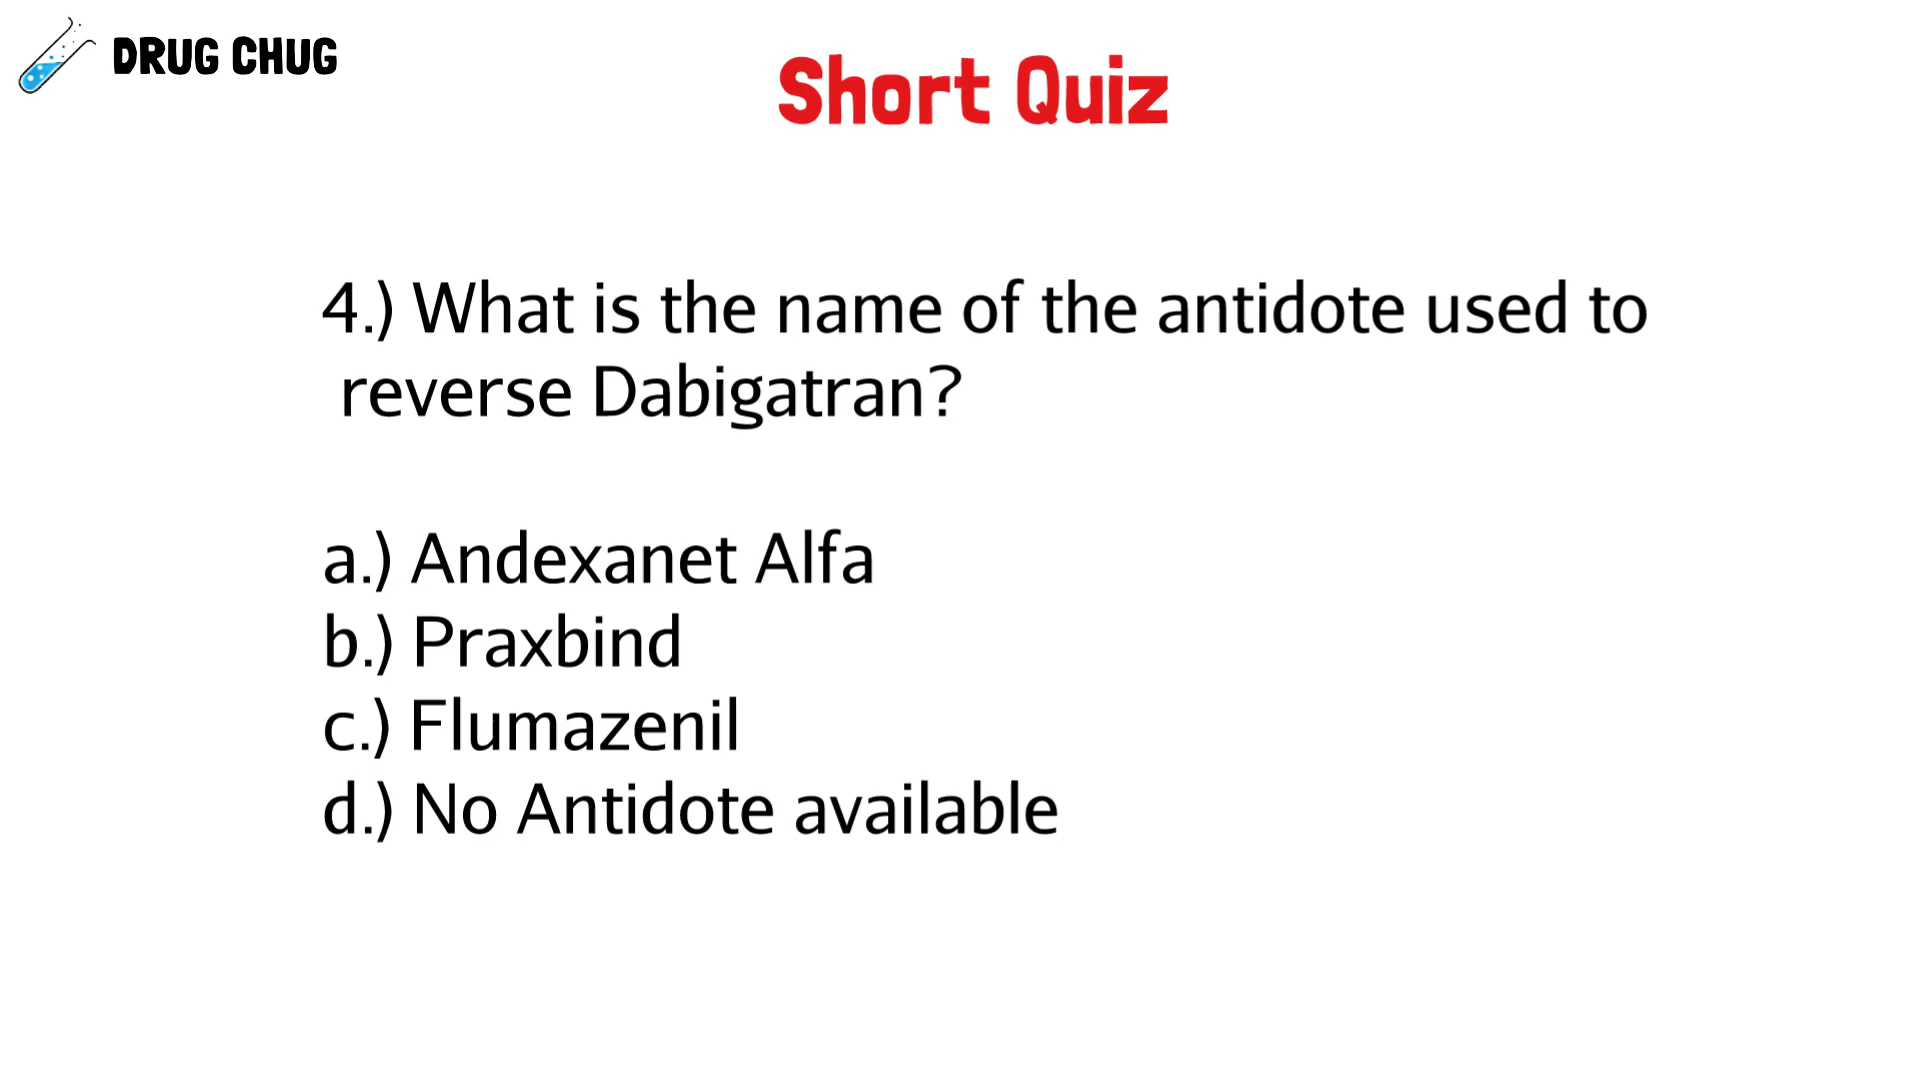 DRUG CHUG
Short Quiz
4.) What is the name of the antidote used to
reverse Dabigatran?
a.) Andexanet Alfa
b.) Praxbind
c.) Flumazenil
d.) No Antidote available